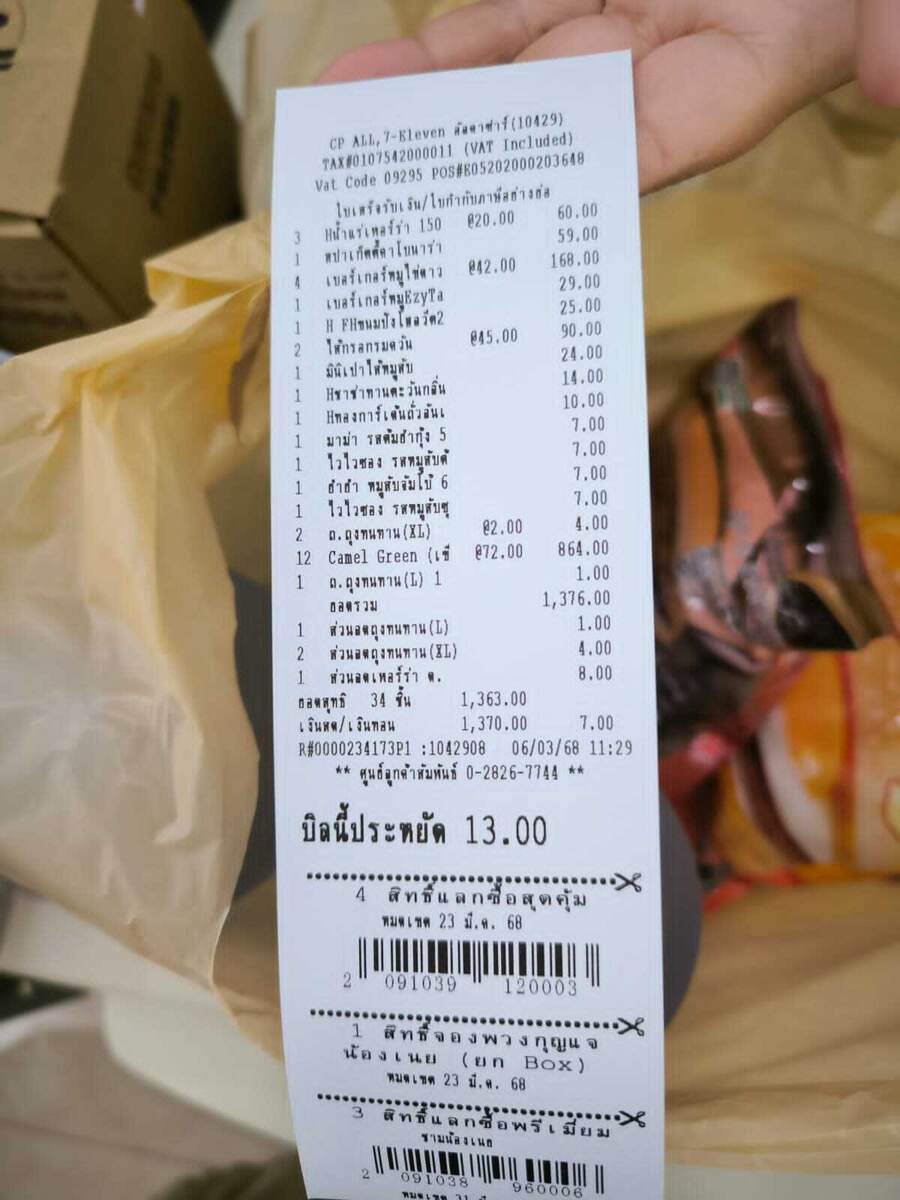 CP ALL,7-Eleven ลัลดาซ่าร์(10429)
TAX#0107542000011 (VAT Included)
Vat Code 09295 POS#E05202000203648
ใบเสร็จรับเงิน/ใบกำกับภาษีอย่างย่อ
3 Hน้ำแร่เพอร์ร่า 150 @20.00 60.00
1 สปาเก็ตตี้คาโบนาร่า 59.00
4 เบอร์เกอร์หมูไข่ดาว @42.00 168.00
1 เบอร์เกอร์หมูEzyTa 29.00
1 H FHขนมปังโฮลวีต2 25.00
2 ไส้กรอกรมควัน @45.00 90.00
1 มินิเปาไส้หมูสับ 24.00
1 Hซาซ่าทานตะวันกลิ่น 14.00
1 Hทองการ์เด้นถั่วลันเ 10.00
1 มาม่า รสต้มยำกุ้ง 5 7.00
1 ไวไวซอง รสหมูสับต้ 7.00
1 ยำยำ หมูสับจัมโบ้ 6 7.00
1 ไวไวซอง รสหมูสับซุ 7.00
2 ถ.ถุงทนทาน(XL) @2.00 4.00
12 Camel Green (เขี @72.00 864.00
1 ถ.ถุงทนทาน(L) 1 1.00
ยอดรวม 1,376.00
1 ส่วนลดถุงทนทาน(L) 1.00
2 ส่วนลดถุงทนทาน(XL) 4.00
1 ส่วนลดเพอร์ร่า ต. 8.00
ยอดสุทธิ 34 ชิ้น 1,363.00
เงินสด/เงินทอน 1,370.00 7.00
R#0000234173P1 :1042908 06/03/68 11:29
** ศูนย์ลูกค้าสัมพันธ์ 0-2826-7744 **
บิลนี้ประหยัด 13.00
4 สิทธิ์แลกซื้อสุดคุ้ม
หมดเขต 23 มี.ค. 68
2 091039 120003
1 สิทธิ์จองพวงกุญแจ
น้องเนย (ยก Box)
หมดเขต 23 มี.ค. 68
3 สิทธิ์แลกซื้อพรีเมียม
ชามน้องเนย
2 091038 960006